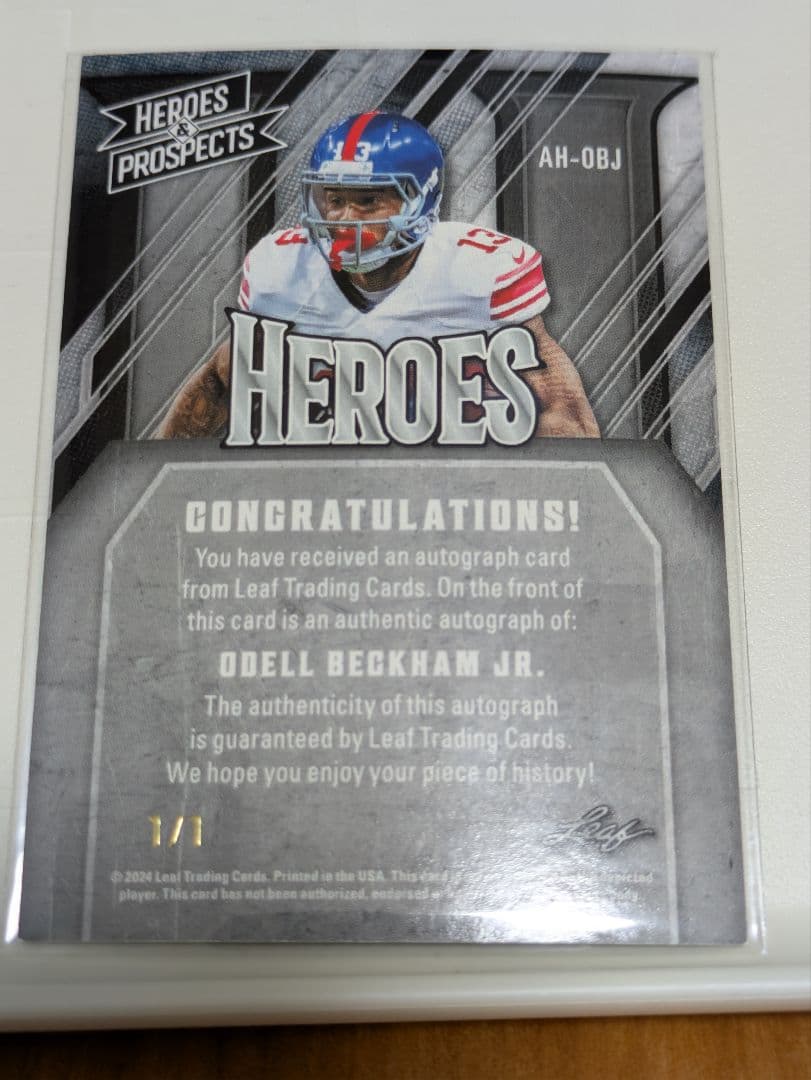 HEROES
&
PROSPECTS
AH-OBJ
13
13
HEROES
CONGRATULATIONS!
You have received an autograph card
from Leaf Trading Cards. On the front of
this card is an authentic autograph of:
ODELL BECKHAM JR.
The authenticity of this autograph
is guaranteed by Leaf Trading Cards.
We hope you enjoy your piece of history!
1/1
Leaf
© 2024 Leaf Trading Cards. Printed in the USA. This card depicted
player. This card has not been authorized, endorsed